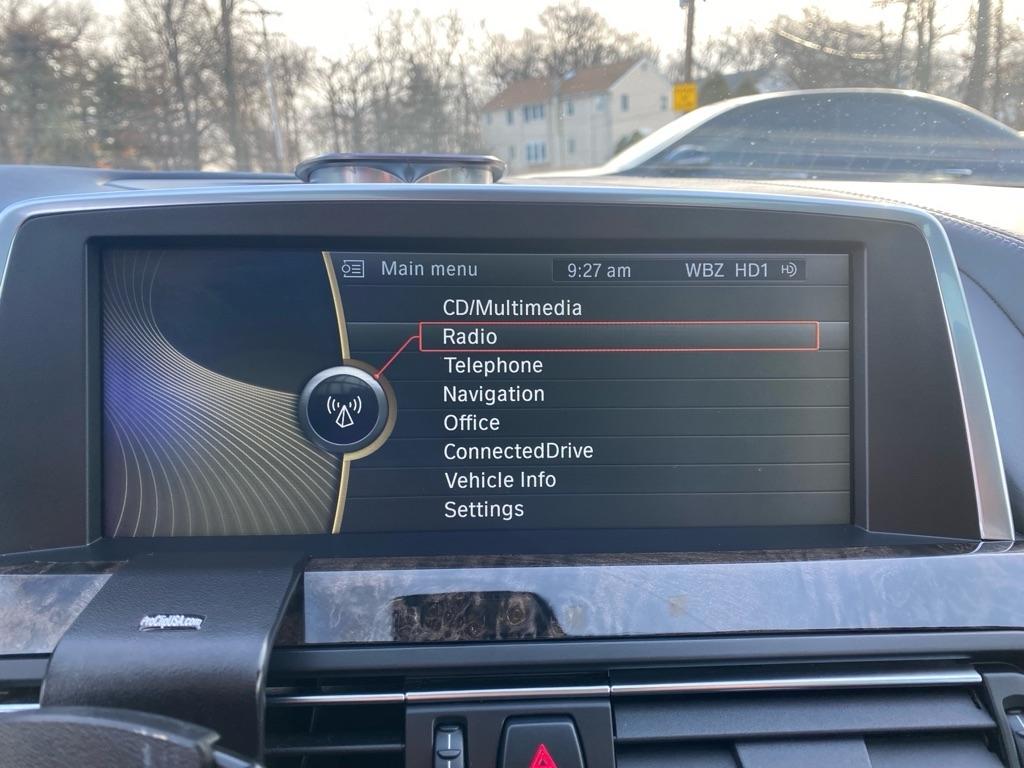 Main menu 9:27 am WBZ HD1 HD
CD/Multimedia
Radio
Telephone
Navigation
Office
ConnectedDrive
Vehicle Info
Settings
ProClipUSA.com